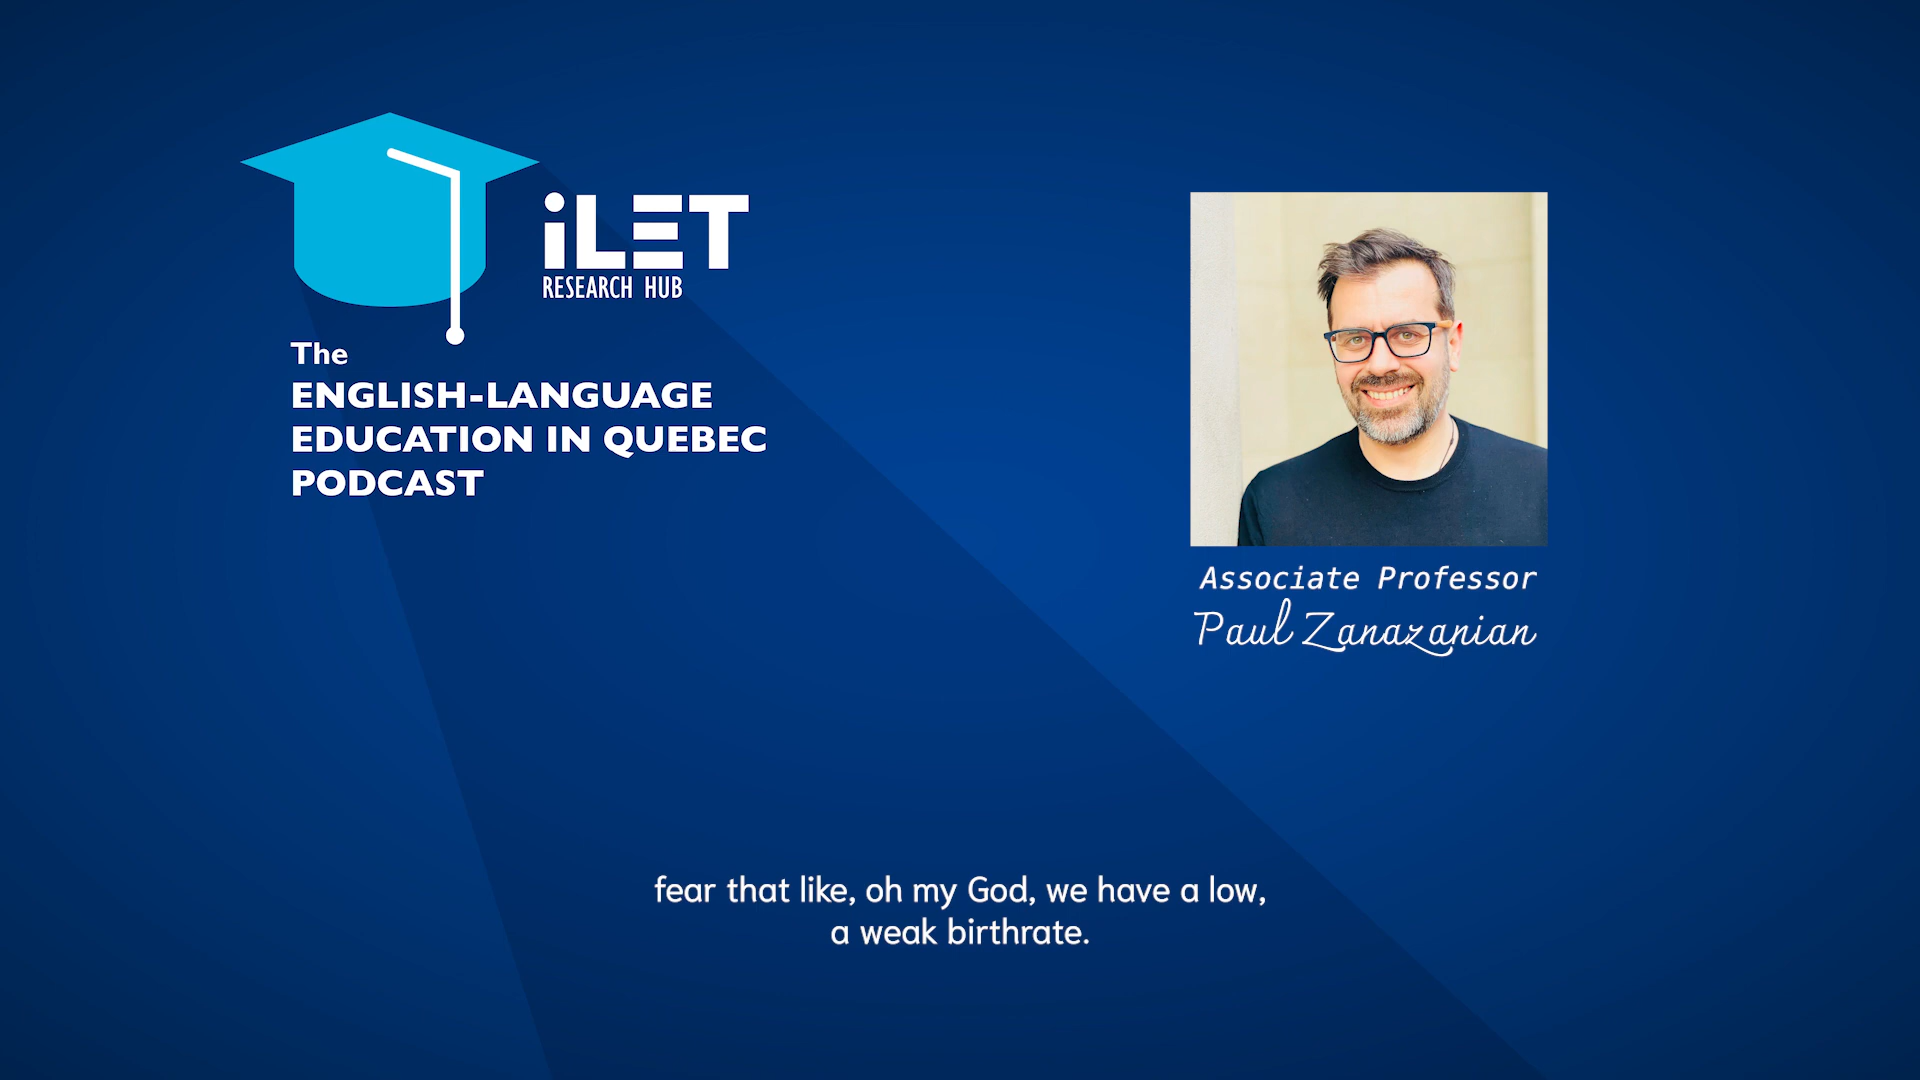 iLET
RESEARCH HUB
The
ENGLISH-LANGUAGE
EDUCATION IN QUEBEC
PODCAST
Associate Professor
Paul Zanazanian
fear that like, oh my God, we have a low,
a weak birthrate.